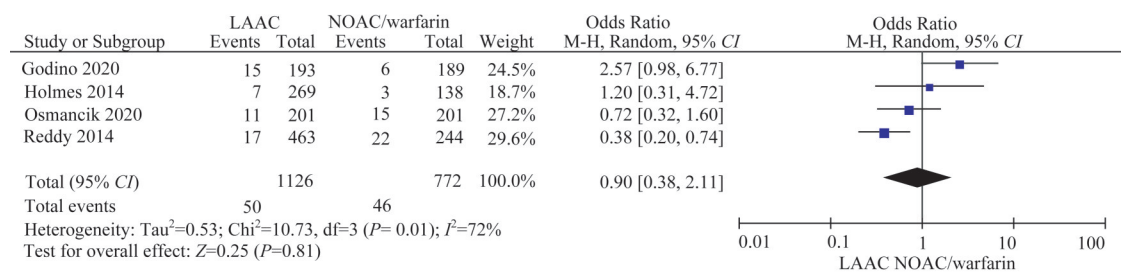 LAAC NOAC/warfarin Odds Ratio Odds Ratio
Study or Subgroup Events Total Events Total Weight M-H, Random, 95% CI M-H, Random, 95% CI
Godino 2020 15 193 6 189 24.5% 2.57 [0.98, 6.77]
Holmes 2014 7 269 3 138 18.7% 1.20 [0.31, 4.72]
Osmancik 2020 11 201 15 201 27.2% 0.72 [0.32, 1.60]
Reddy 2014 17 463 22 244 29.6% 0.38 [0.20, 0.74]
Total (95% CI) 1126 772 100.0% 0.90 [0.38, 2.11]
Total events 50 46
Heterogeneity: Tau²=0.53; Chi²=10.73, df=3 (P= 0.01); I²=72%
Test for overall effect: Z=0.25 (P=0.81)
0.01 0.1 1 10 100
LAAC NOAC/warfarin